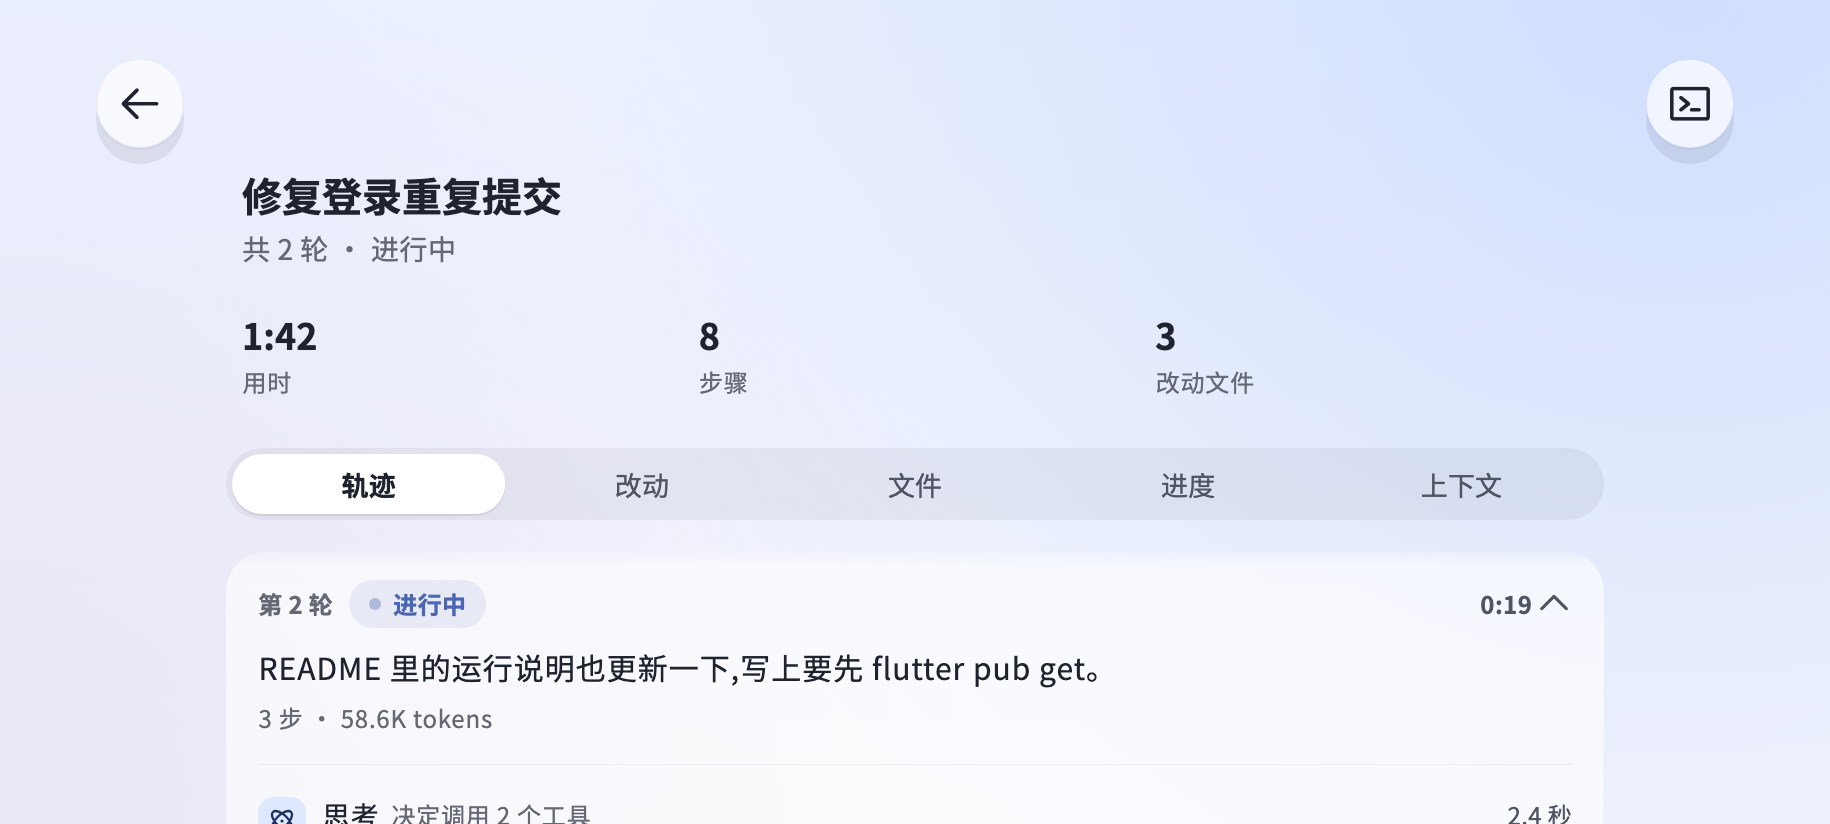 修复登录重复提交
共 2 轮 · 进行中
1:42
用时
8
步骤
3
改动文件
轨迹
改动
文件
进度
上下文
第 2 轮
进行中
0:19
README 里的运行说明也更新一下,写上要先 flutter pub get。
3 步 · 58.6K tokens
思考 决定调用 2 个工具
2.4 秒